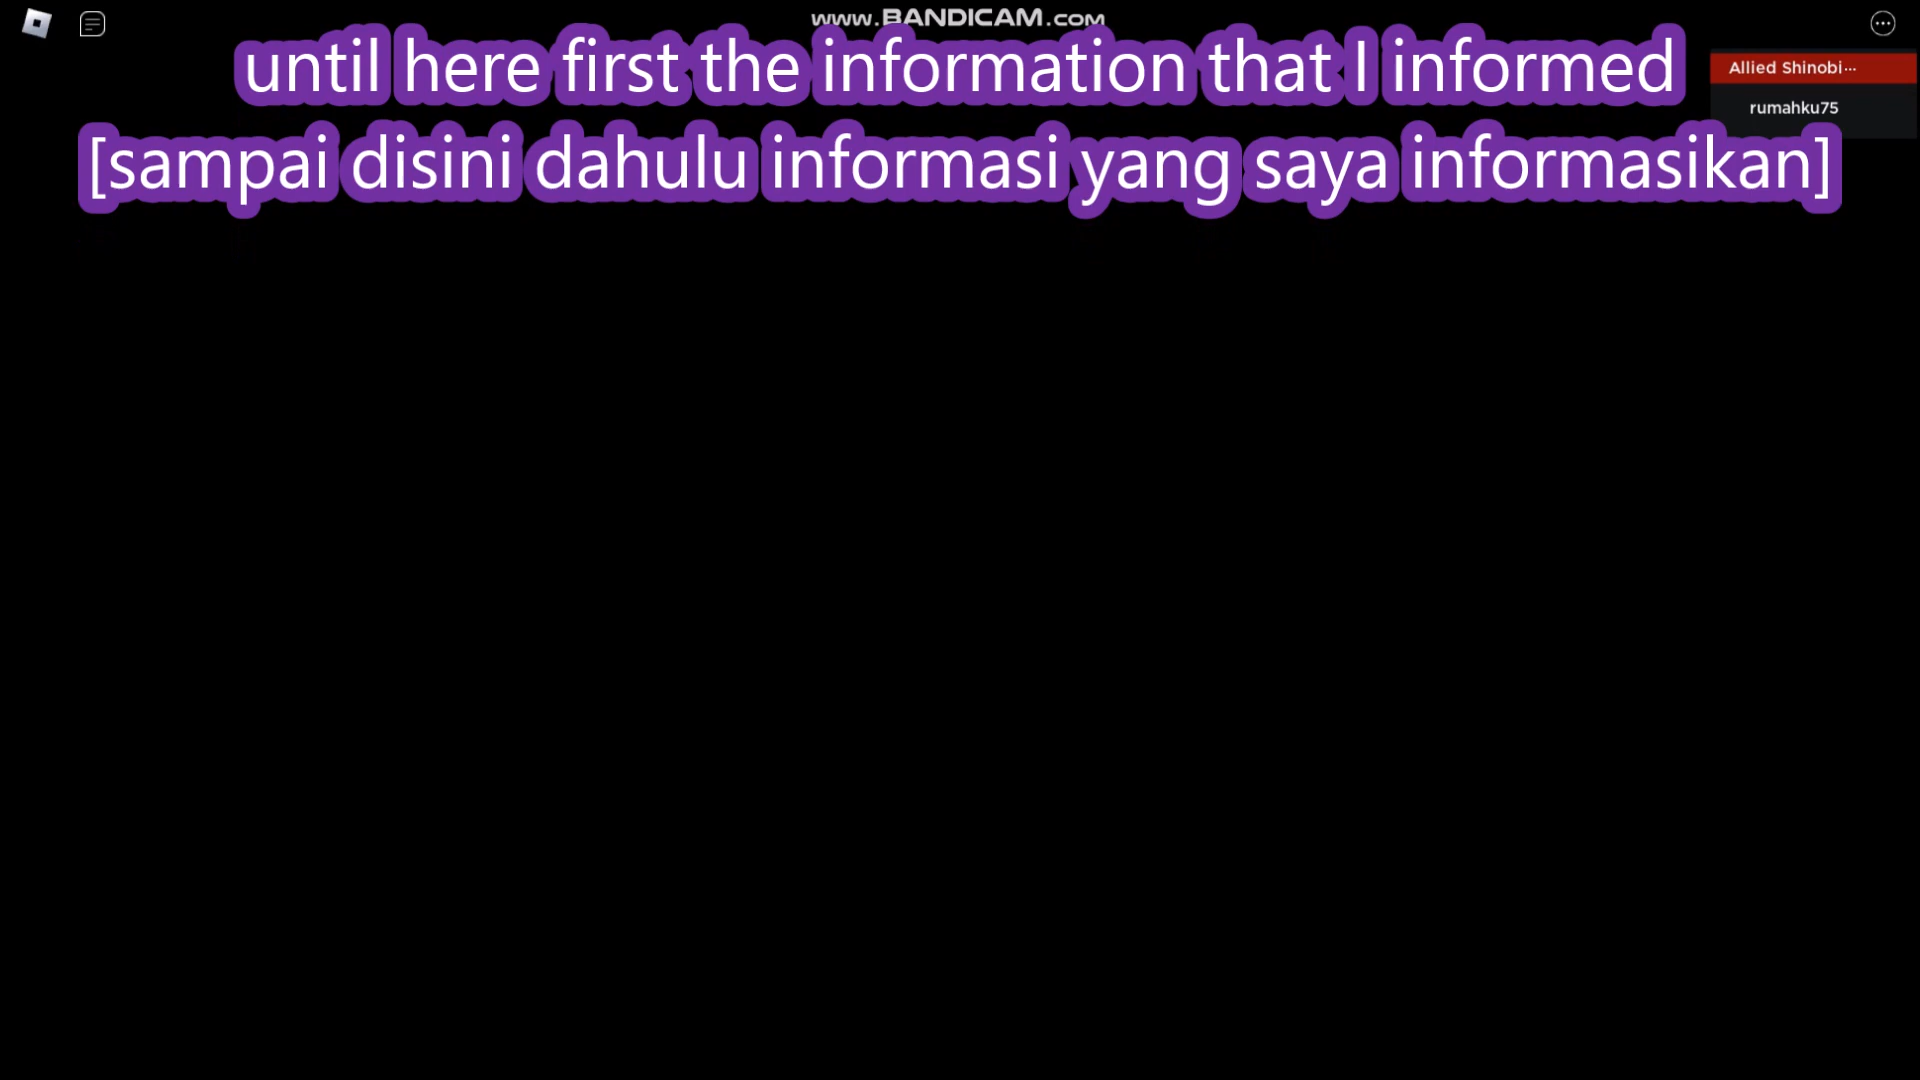 www.BANDICAM.com
until here first the information that I informed
[sampai disini dahulu informasi yang saya informasikan]
Allied Shinobi...
rumahku75